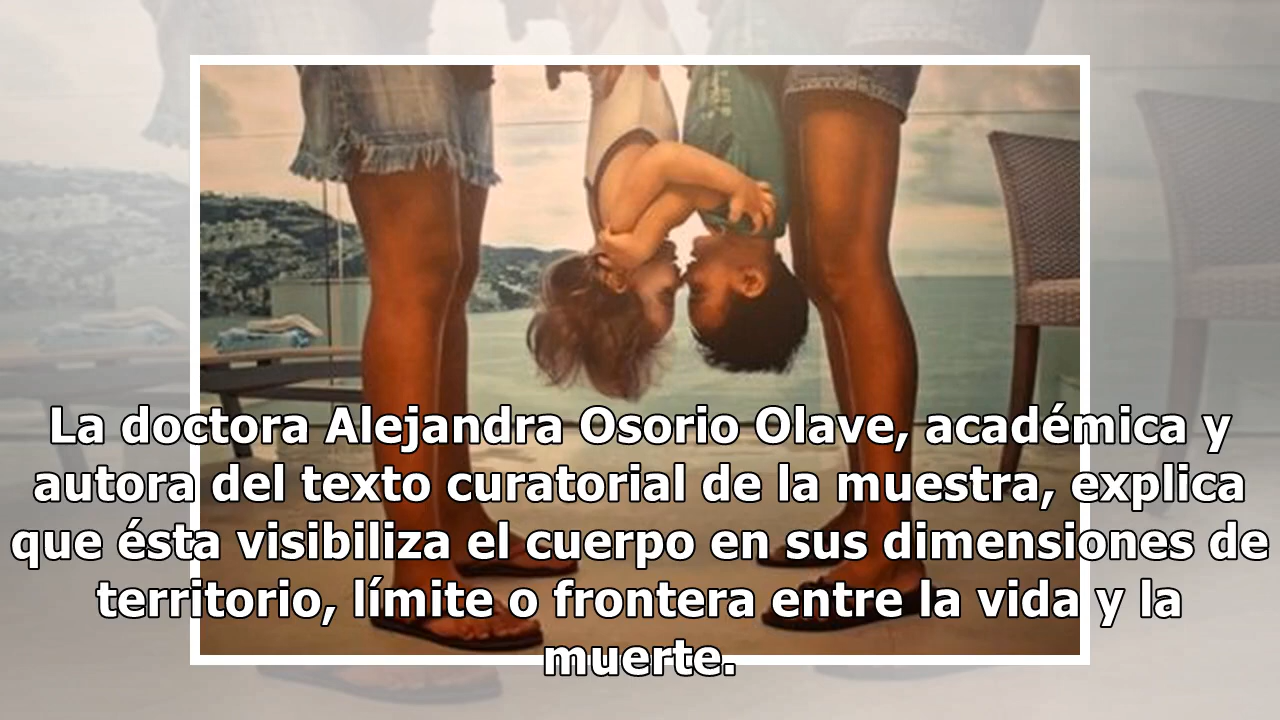 La doctora Alejandra Osorio Olave, académica y
autora del texto curatorial de la muestra, explica
que ésta visibiliza el cuerpo en sus dimensiones de
territorio, límite o frontera entre la vida y la
muerte.